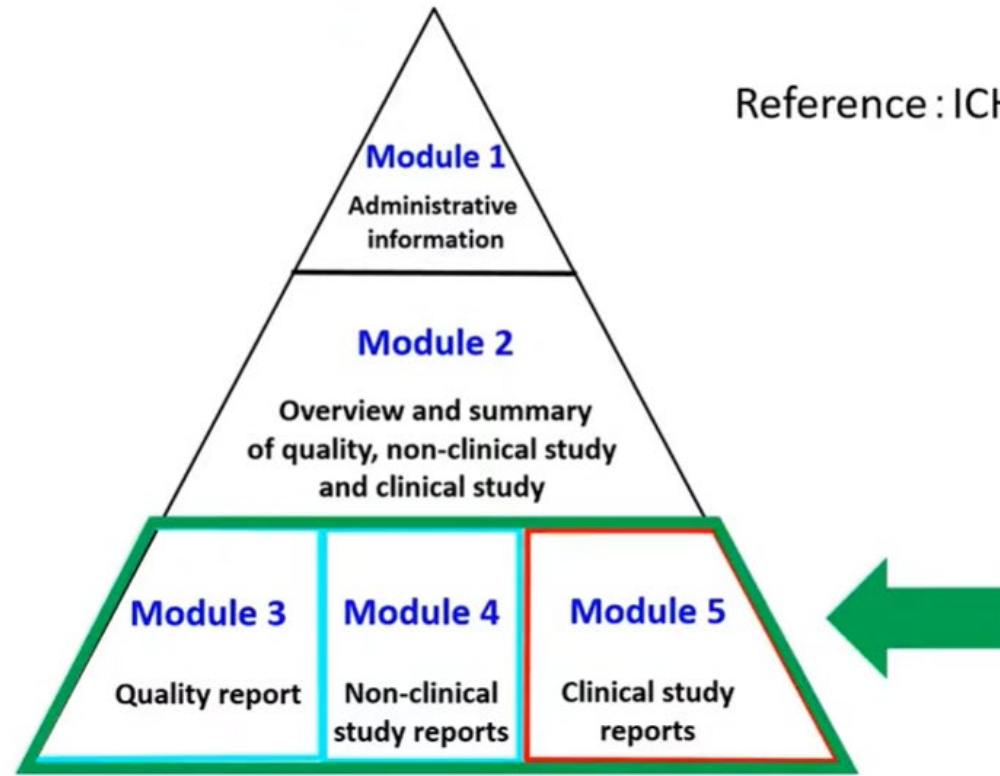 Reference : ICH
Module 1
Administrative
information
Module 2
Overview and summary
of quality, non-clinical study
and clinical study
Module 3
Quality report
Module 4
Non-clinical
study reports
Module 5
Clinical study
reports